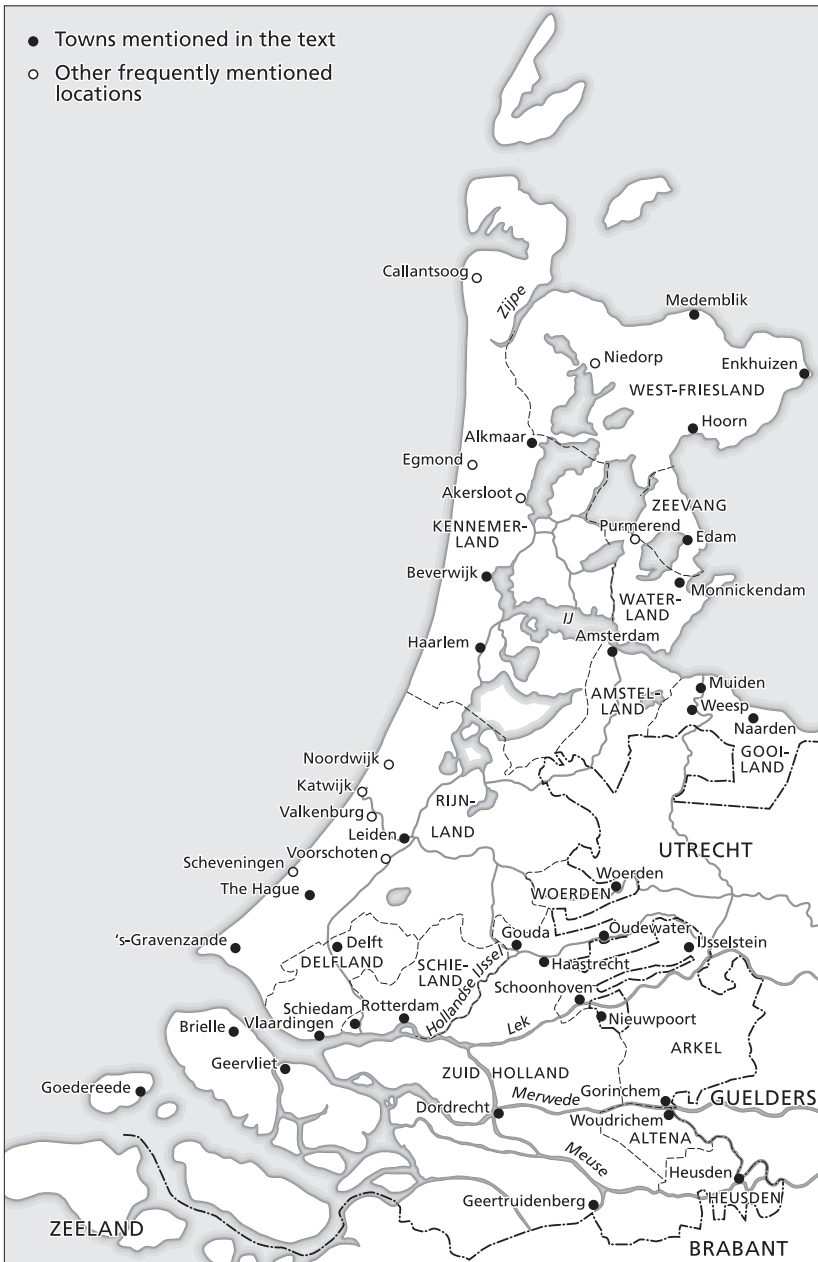 Towns mentioned in the text
Other frequently mentioned
locations
Callantsoog
Zijpe
Medemblik
Niedorp
Enkhuizen
WEST-FRIESLAND
Hoorn
Alkmaar
Egmond
Akersloot
ZEEVANG
KENNEMER-
LAND
Purmerend
Edam
Beverwijk
Monnickendam
WATER-
LAND
IJ
Haarlem
Amsterdam
Muiden
AMSTEL-
LAND
Weesp
Naarden
GOOI-
LAND
Noordwijk
Katwijk
RIJN-
LAND
Valkenburg
Leiden
UTRECHT
Voorschoten
Scheveningen
The Hague
Woerden
WOERDEN
's-Gravenzande
Delft
DELFLAND
Gouda
Oudewater
IJsselstein
SCHIE-
LAND
Hollandse IJssel
Haastrecht
Schoonhoven
Schiedam
Rotterdam
Brielle
Vlaardingen
Lek
Nieuwpoort
ARKEL
Geervliet
ZUID HOLLAND
Goedereede
Merwede
Gorinchem
GUELDERS
Dordrecht
Woudrichem
ALTENA
Meuse
Heusden
HEUSDEN
Geertruidenberg
ZEELAND
BRABANT